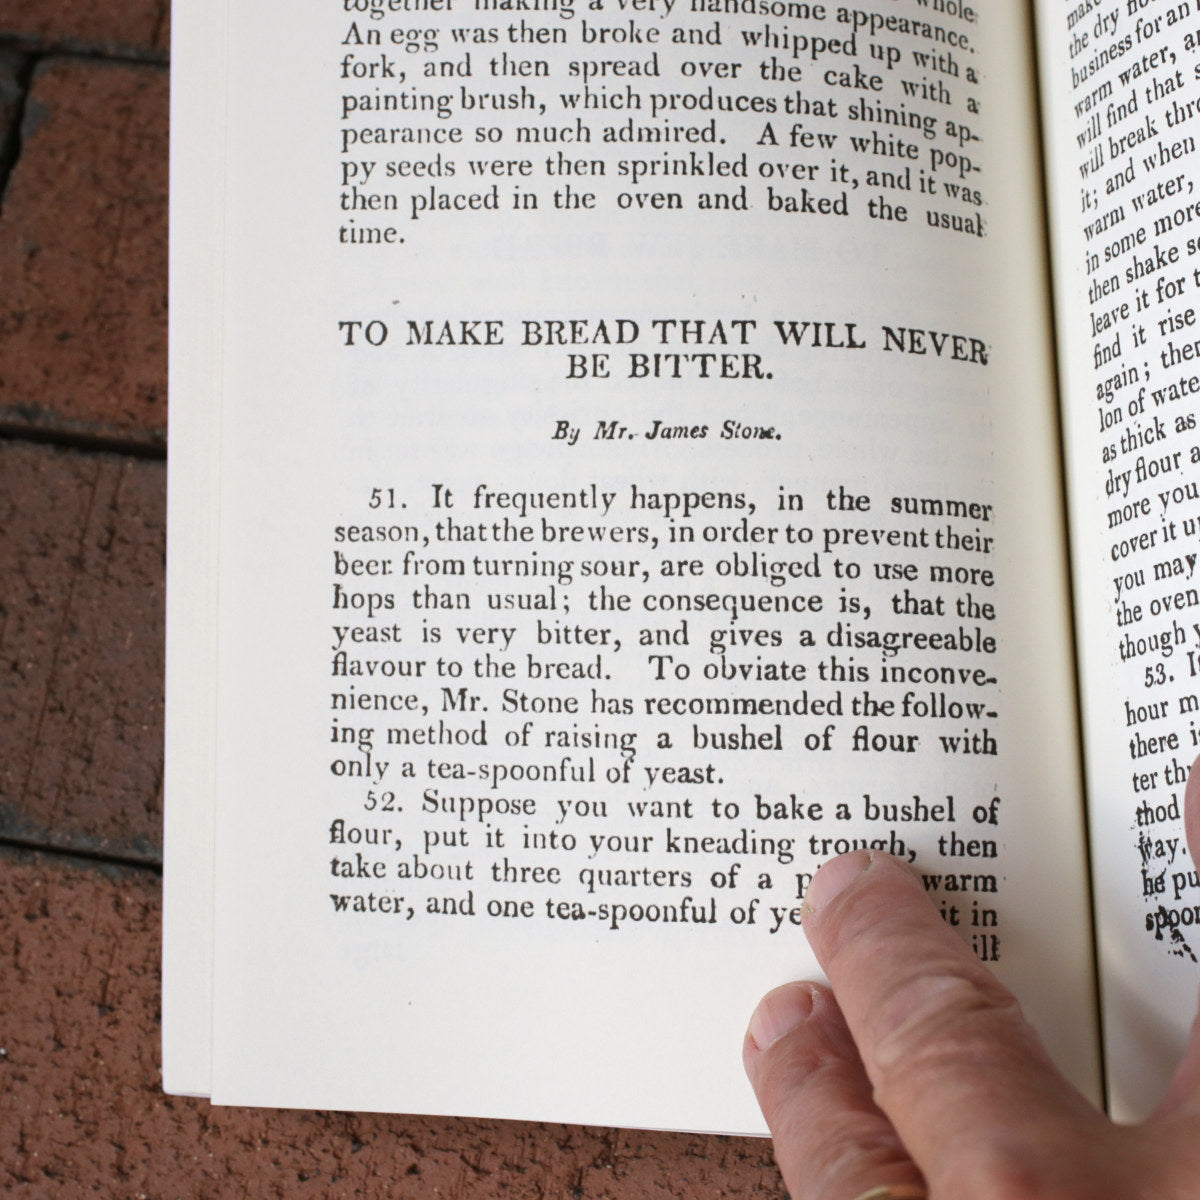 together making a very handsome appearance.
An egg was then broke and whipped up with a
fork, and then spread over the cake with a
painting brush, which produces that shining ap-
pearance so much admired. A few white pop-
py seeds were then sprinkled over it, and it was
then placed in the oven and baked the usual
time.
TO MAKE BREAD THAT WILL NEVER
BE BITTER.
By Mr. James Stone.
51. It frequently happens, in the summer
season, that the brewers, in order to prevent their
beer from turning sour, are obliged to use more
hops than usual; the consequence is, that the
yeast is very bitter, and gives a disagreeable
flavour to the bread. To obviate this inconve-
nience, Mr. Stone has recommended the follow-
ing method of raising a bushel of flour with
only a tea-spoonful of yeast.
52. Suppose you want to bake a bushel of
flour, put it into your kneading trough, then
take about three quarters of a warm
water, and one tea-spoonful of it in
the dry
business for an
warm water,
will find that
will break
it; and when
warm water,
in some more
then shake
leave it for
find it rise
again; then
lon of
as thick as
dry flour
more you
cover it
you may
the oven
though
53.
hour
there
ter
thod
way.
he